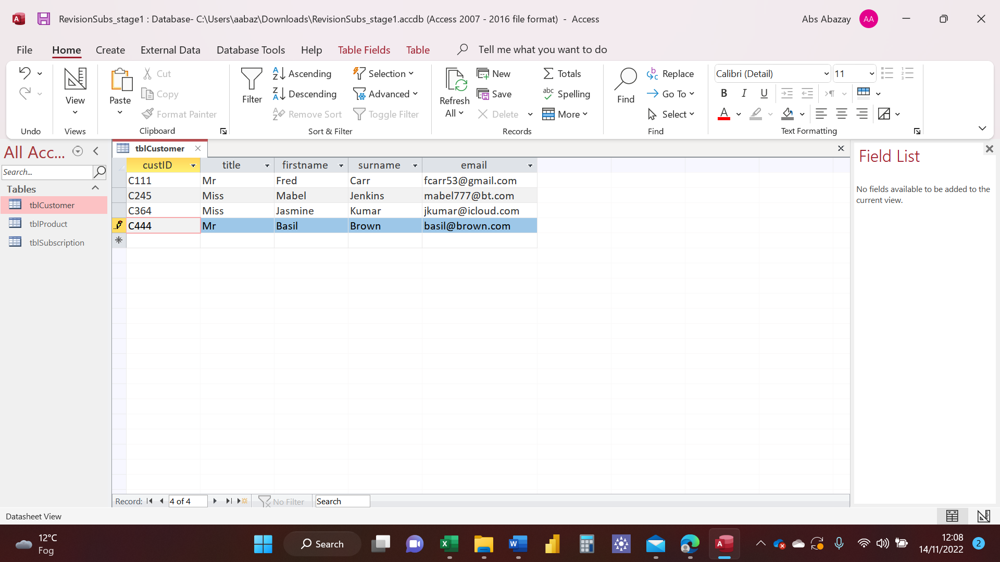 RevisionSubs_stage1 : Database- C:\Users\aabaz\Downloads\RevisionSubs_stage1.accdb (Access 2007 - 2016 file format) - Access
Abs Abazay AA
File Home Create External Data Database Tools Help Table Fields Table Tell me what you want to do
View
Paste
Cut
Copy
Format Painter
Filter
Ascending
Descending
Remove Sort
Selection
Advanced
Toggle Filter
Refresh All
New
Save
Delete
Totals
Spelling
More
Find
Replace
Go To
Select
Calibri (Detail) 11
B I U
Undo Views Clipboard Sort & Filter Records Find Text Formatting
All Acc...
Search...
Tables
tblCustomer
tblProduct
tblSubscription
tblCustomer
custID title firstname surname email
C111 Mr Fred Carr fcarr53@gmail.com
C245 Miss Mabel Jenkins mabel777@bt.com
C364 Miss Jasmine Kumar jkumar@icloud.com
C444 Mr Basil Brown basil@brown.com
Field List
No fields available to be added to the
current view.
Record: 4 of 4 No Filter Search
Datasheet View
12°C
Fog
Search
12:08
14/11/2022
2